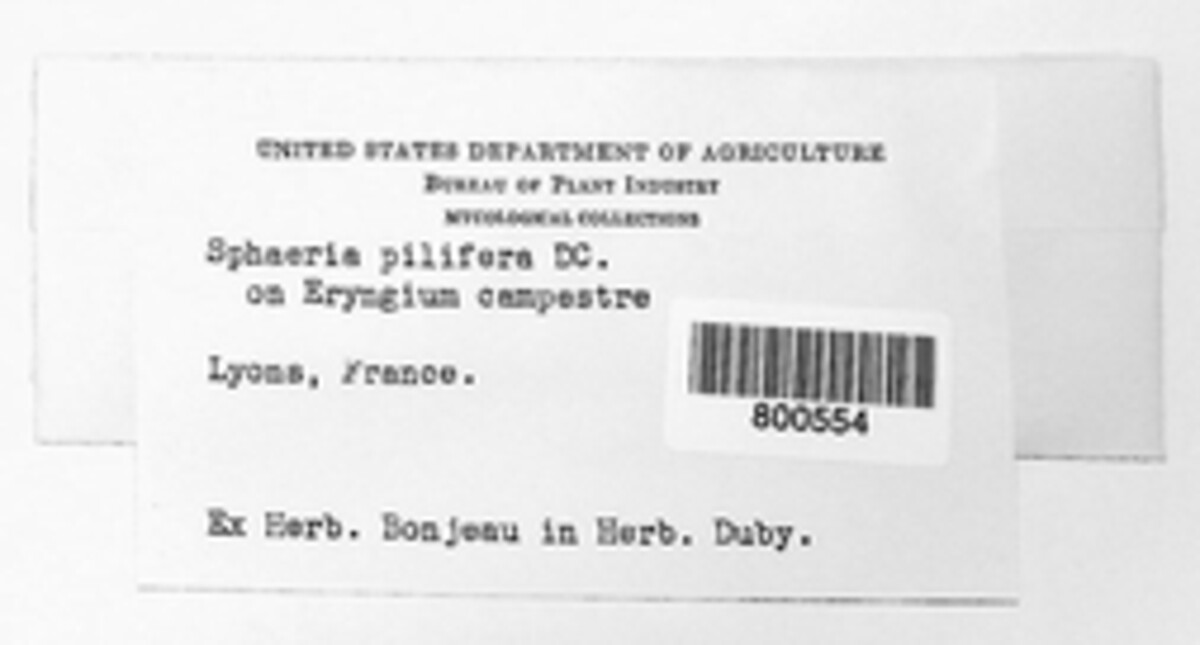 UNITED STATES DEPARTMENT OF AGRICULTURE
BUREAU OF PLANT INDUSTRY
MYCOLOGICAL COLLECTIONS
Sphaeria pilifera DC.
on Eryngium campestre
Lyons, France.
800554
Ex Herb. Bonjeau in Herb. Duby.